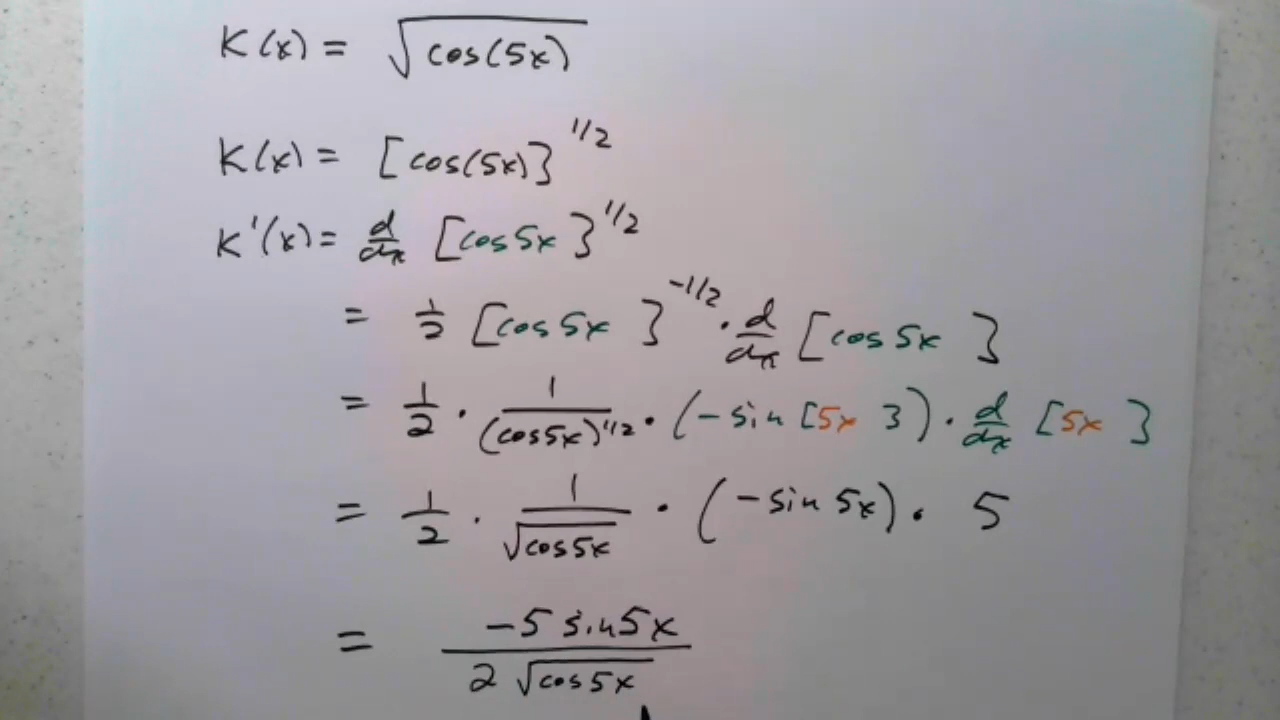 K(x) = √cos(5x)
K(x) = [cos(5x)]^1/2
K'(x) = d/dx [cos 5x]^1/2
= 1/2 [cos 5x]^-1/2 · d/dx [cos 5x]
= 1/2 · 1/(cos5x)^1/2 · (-sin [5x]) · d/dx [5x]
= 1/2 · 1/√cos5x · (-sin 5x) · 5
= -5 sin5x / 2 √cos5x